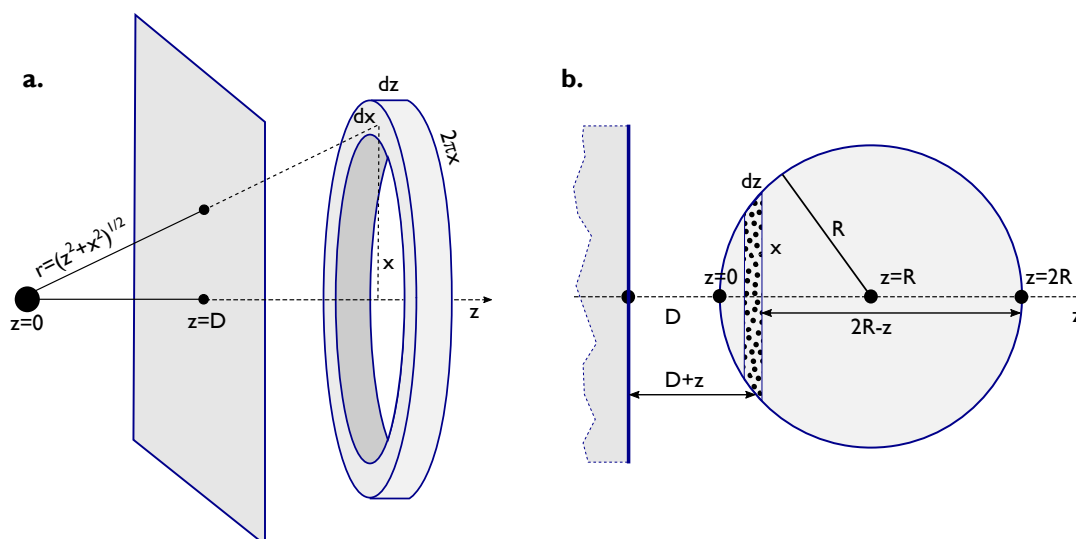 a.
dz
dx
2πx
r=(z²+x²)¹/²
x
z=0
z=D
z
b.
dz
R
x
z=0
z=R
z=2R
D
2R-z
z
D+z